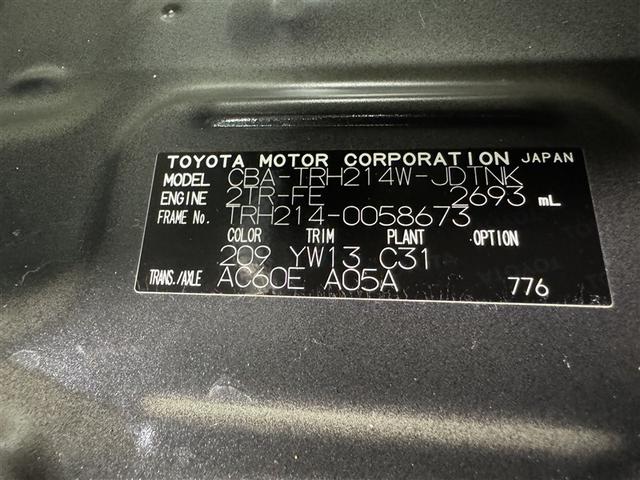 TOYOTA MOTOR CORPORATION JAPAN
MODEL CBA-TRH214W-JDTNK
ENGINE 2TR-FE 2693 mL
FRAME No. TRH214-0058673
COLOR TRIM PLANT OPTION
209 YW13 C31
TRANS./AXLE AC60E A05A 776